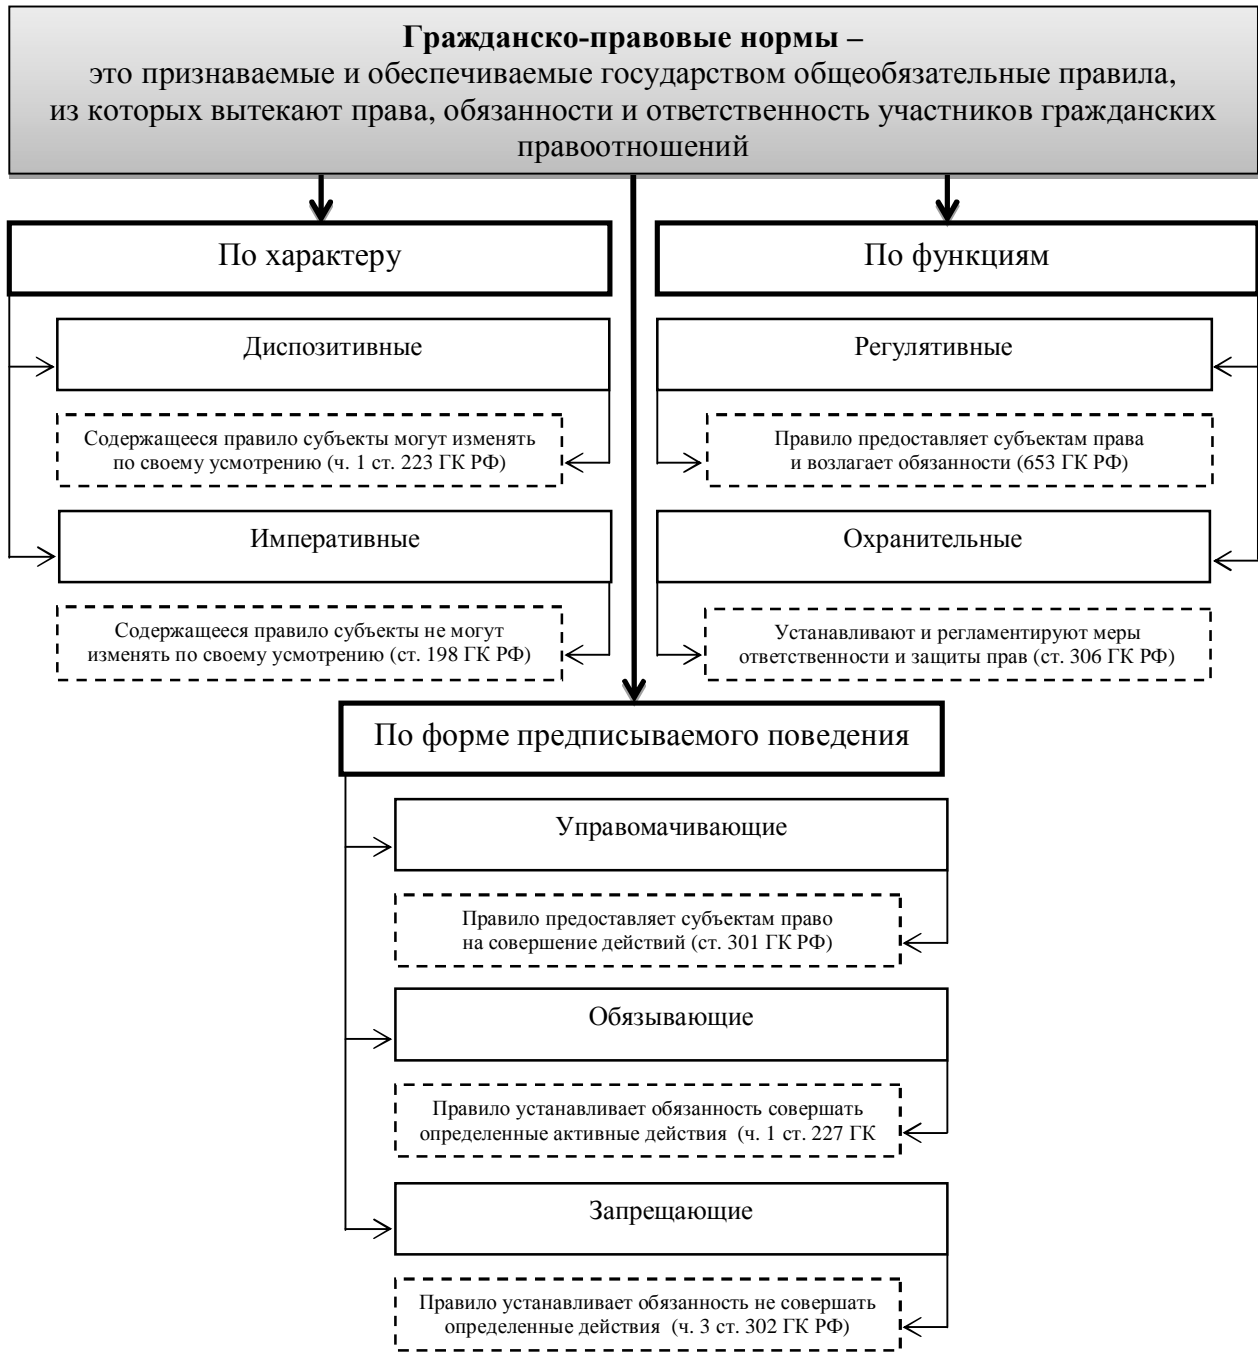 Гражданско-правовые нормы –
это признаваемые и обеспечиваемые государством общеобязательные правила,
из которых вытекают права, обязанности и ответственность участников гражданских
правоотношений
По характеру
Диспозитивные
Содержащееся правило субъекты могут изменять
по своему усмотрению (ч. 1 ст. 223 ГК РФ)
Императивные
Содержащееся правило субъекты не могут
изменять по своему усмотрению (ст. 198 ГК РФ)
По функциям
Регулятивные
Правило предоставляет субъектам права
и возлагает обязанности (653 ГК РФ)
Охранительные
Устанавливают и регламентируют меры
ответственности и защиты прав (ст. 306 ГК РФ)
По форме предписываемого поведения
Управомачивающие
Правило предоставляет субъектам право
на совершение действий (ст. 301 ГК РФ)
Обязывающие
Правило устанавливает обязанность совершать
определенные активные действия (ч. 1 ст. 227 ГК
Запрещающие
Правило устанавливает обязанность не совершать
определенные действия (ч. 3 ст. 302 ГК РФ)